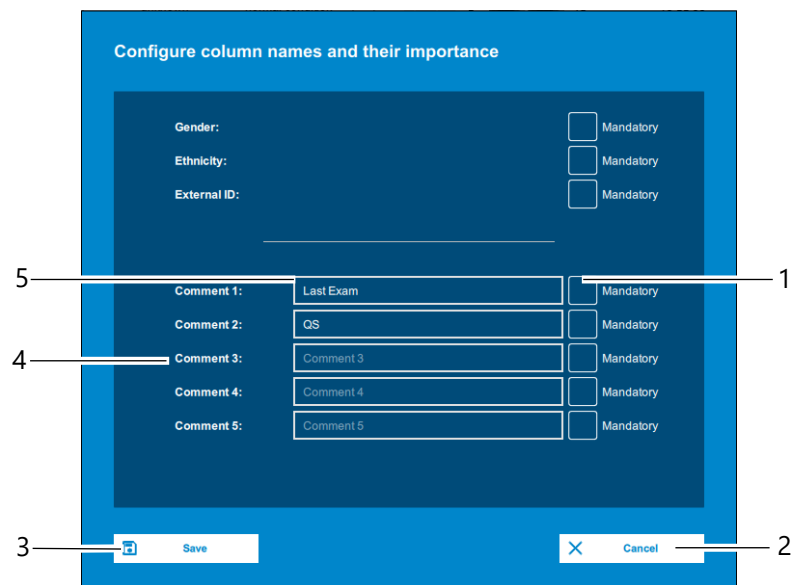 Configure column names and their importance
Gender: Mandatory
Ethnicity: Mandatory
External ID: Mandatory
5 1
Comment 1: Last Exam Mandatory
Comment 2: QS Mandatory
4 Comment 3: Comment 3 Mandatory
Comment 4: Comment 4 Mandatory
Comment 5: Comment 5 Mandatory
3 Save Cancel 2